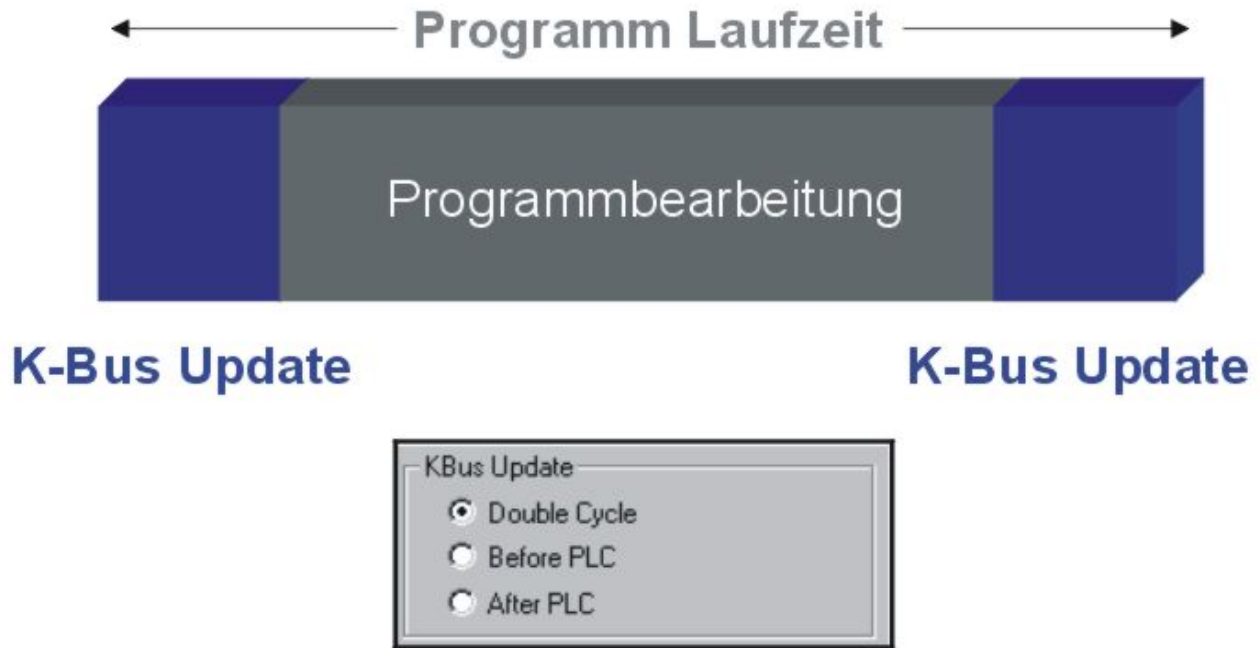 Programm Laufzeit
Programmbearbeitung
K-Bus Update
K-Bus Update
KBus Update
Double Cycle
Before PLC
After PLC